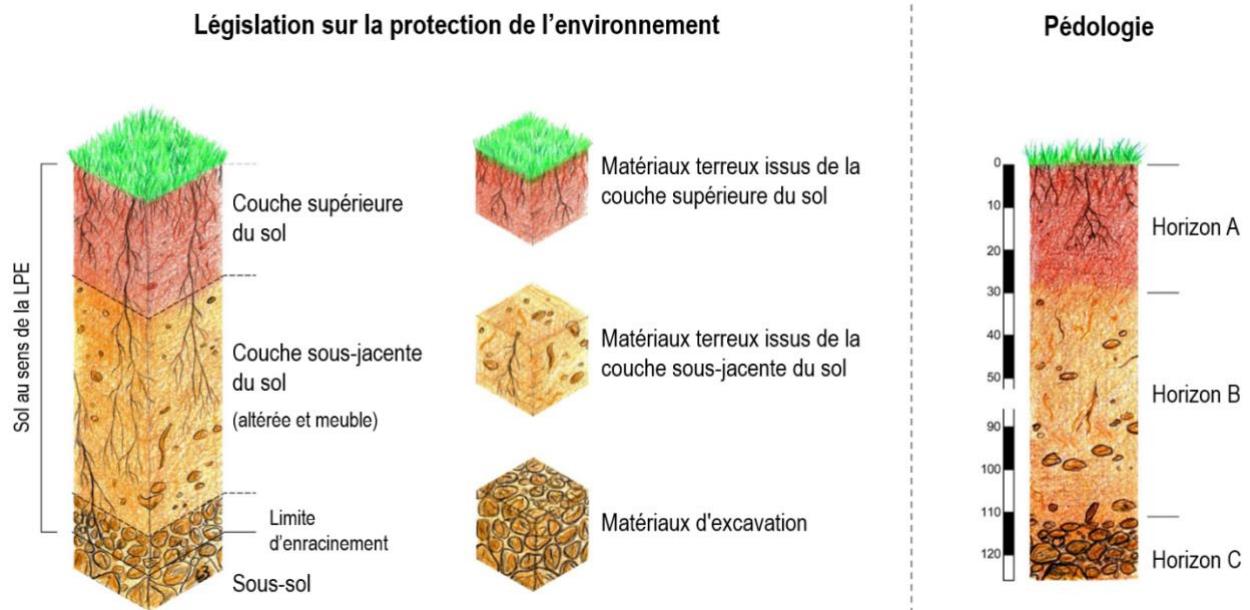 Législation sur la protection de l'environnement
Sol au sens de la LPE
Couche supérieure
du sol
Couche sous-jacente
du sol
(altérée et meuble)
Limite
d'enracinement
Sous-sol
Matériaux terreux issus de la
couche supérieure du sol
Matériaux terreux issus de la
couche sous-jacente du sol
Matériaux d'excavation
Pédologie
0
10
20
30
40
50
90
100
110
120
Horizon A
Horizon B
Horizon C